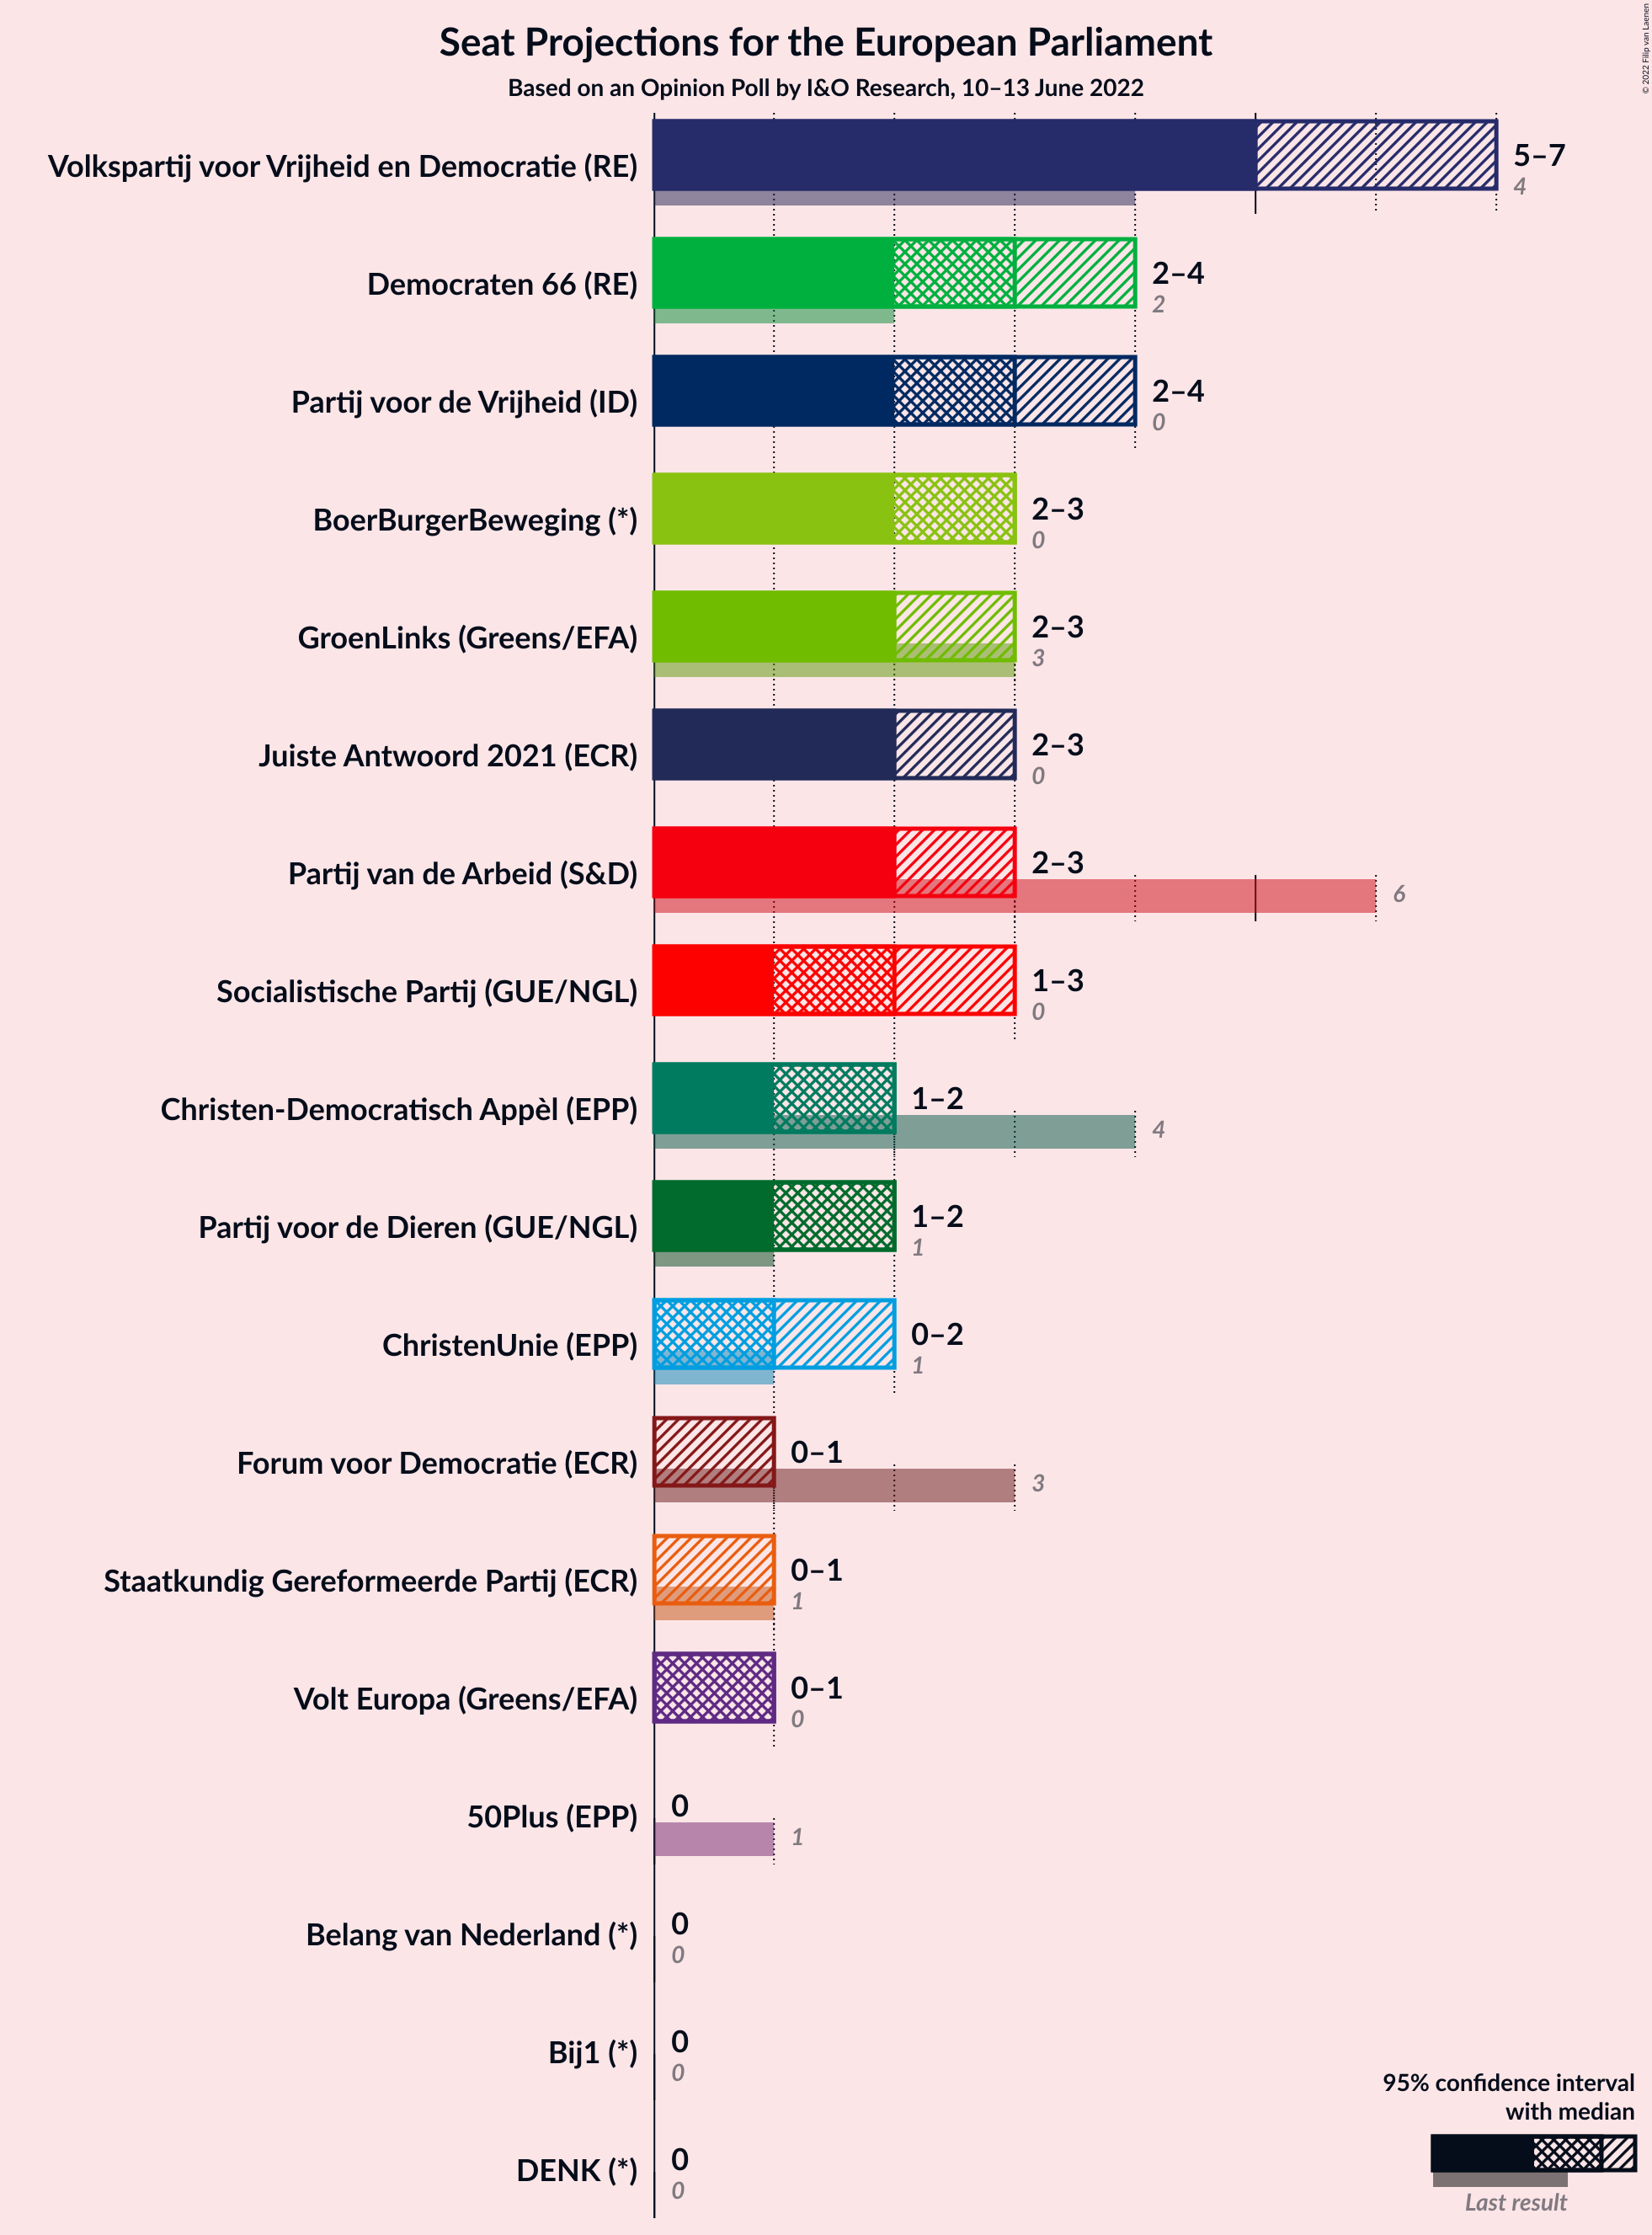 © 2022 Filip van Laenen
Seat Projections for the European Parliament
Based on an Opinion Poll by I&O Research, 10–13 June 2022
Volkspartij voor Vrijheid en Democratie (RE)
5–7
4
Democraten 66 (RE)
2–4
2
Partij voor de Vrijheid (ID)
2–4
0
BoerBurgerBeweging (*)
2–3
0
GroenLinks (Greens/EFA)
2–3
3
Juiste Antwoord 2021 (ECR)
2–3
0
Partij van de Arbeid (S&D)
2–3
6
Socialistische Partij (GUE/NGL)
1–3
0
Christen-Democratisch Appèl (EPP)
1–2
4
Partij voor de Dieren (GUE/NGL)
1–2
1
ChristenUnie (EPP)
0–2
1
Forum voor Democratie (ECR)
0–1
3
Staatkundig Gereformeerde Partij (ECR)
0–1
1
Volt Europa (Greens/EFA)
0–1
0
50Plus (EPP)
0
1
Belang van Nederland (*)
0
0
Bij1 (*)
0
0
DENK (*)
0
0
95% confidence interval
with median
Last result